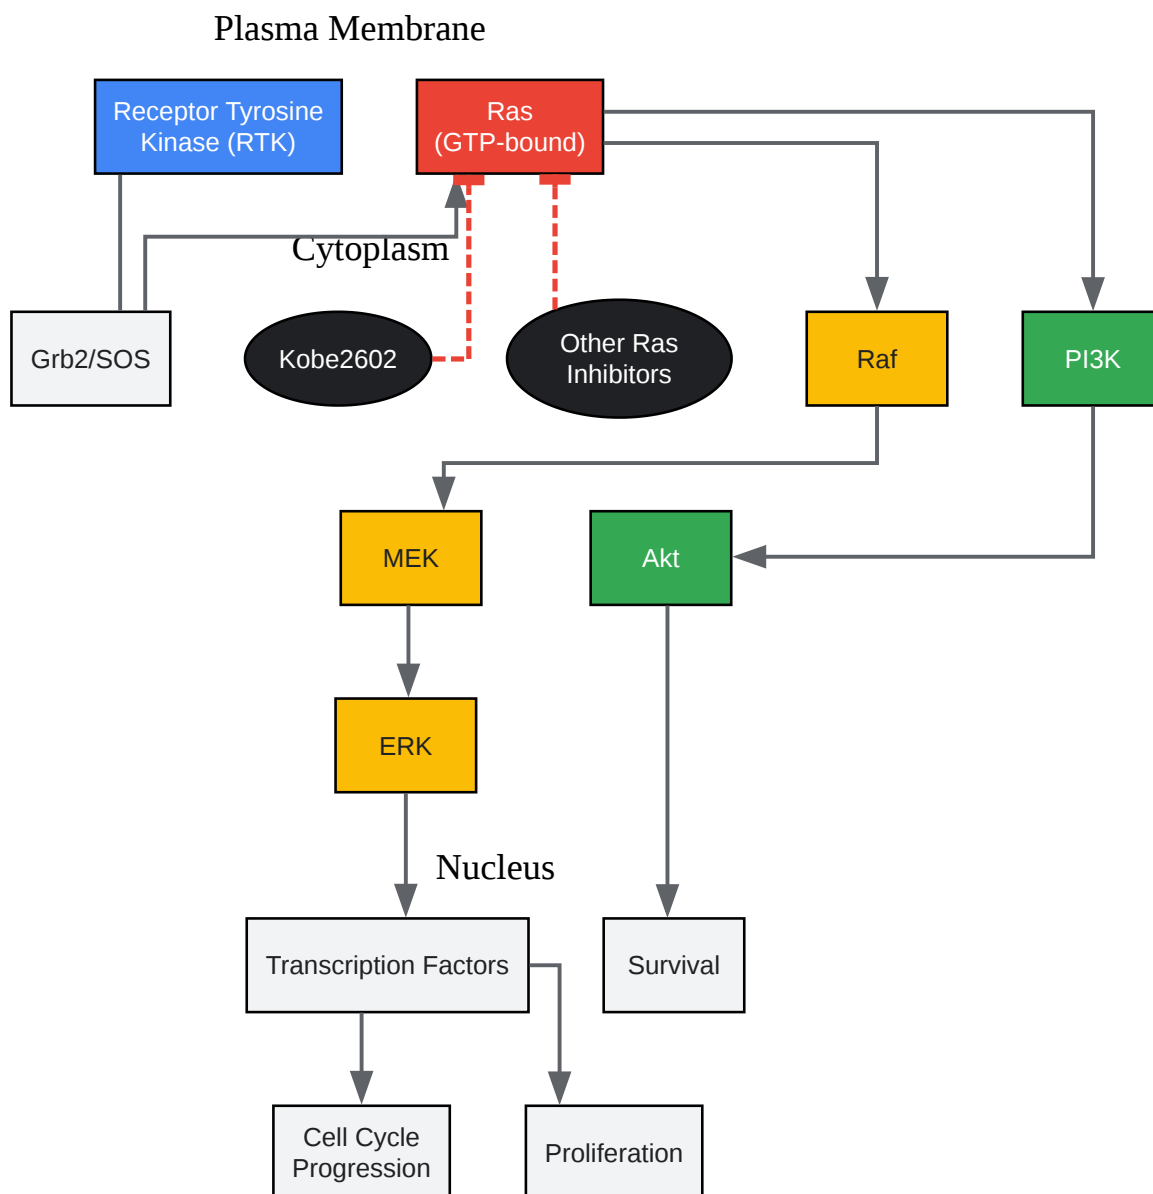 Plasma Membrane
Receptor Tyrosine
Kinase (RTK)
Ras
(GTP-bound)
Cytoplasm
Grb2/SOS
Kobe2602
Other Ras
Inhibitors
Raf
PI3K
MEK
Akt
ERK
Nucleus
Transcription Factors
Survival
Cell Cycle
Progression
Proliferation